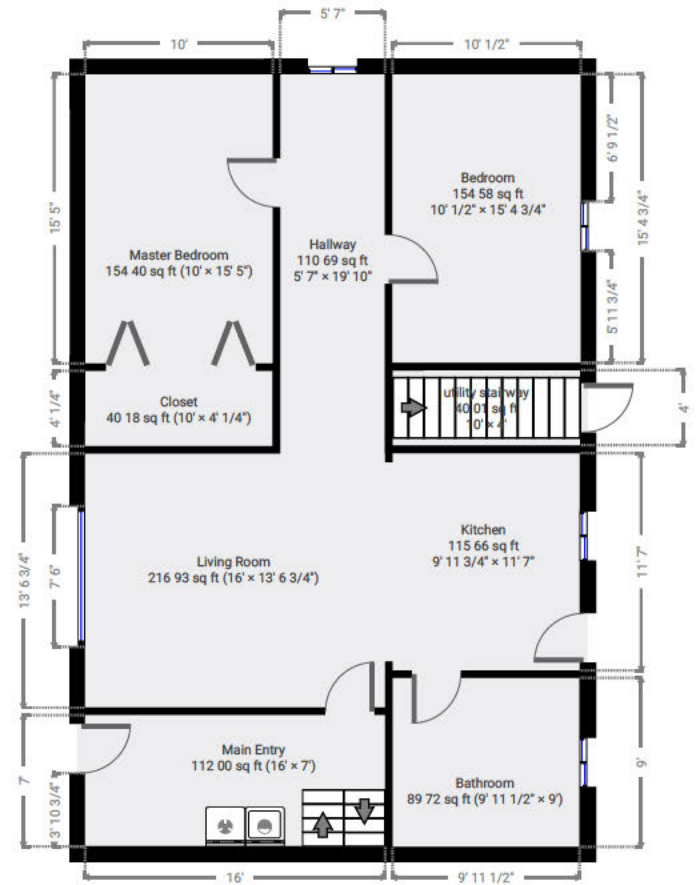 5' 7"
10'
10' 1/2"
6' 9 1/2"
15' 5"
15' 4 3/4"
Bedroom
154 58 sq ft
10' 1/2" × 15' 4 3/4"
Hallway
110 69 sq ft
5' 7" × 19' 10"
Master Bedroom
154 40 sq ft (10' × 15' 5")
5' 11 3/4"
Closet
40 18 sq ft (10' × 4' 1/4")
4' 1/4"
utility stairway
40 01 sq ft
10' × 4'
4'
Kitchen
115 66 sq ft
9' 11 3/4" × 11' 7"
Living Room
216 93 sq ft (16' × 13' 6 3/4")
13' 6 3/4"
7' 6"
11' 7"
Main Entry
112 00 sq ft (16' × 7')
7
3' 10 3/4"
Bathroom
89 72 sq ft (9' 11 1/2" × 9')
9'
16'
9' 11 1/2"